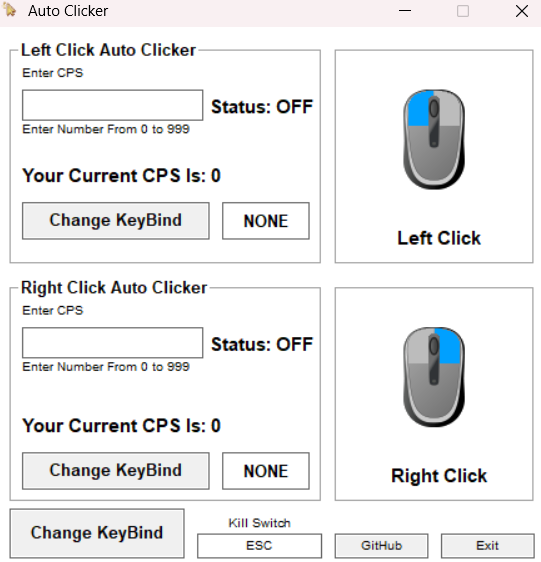 Auto Clicker
Left Click Auto Clicker
Enter CPS
Status: OFF
Enter Number From 0 to 999
Your Current CPS Is: 0
Change KeyBind
NONE
Left Click
Right Click Auto Clicker
Enter CPS
Status: OFF
Enter Number From 0 to 999
Your Current CPS Is: 0
Change KeyBind
NONE
Right Click
Change KeyBind
Kill Switch
ESC
GitHub
Exit